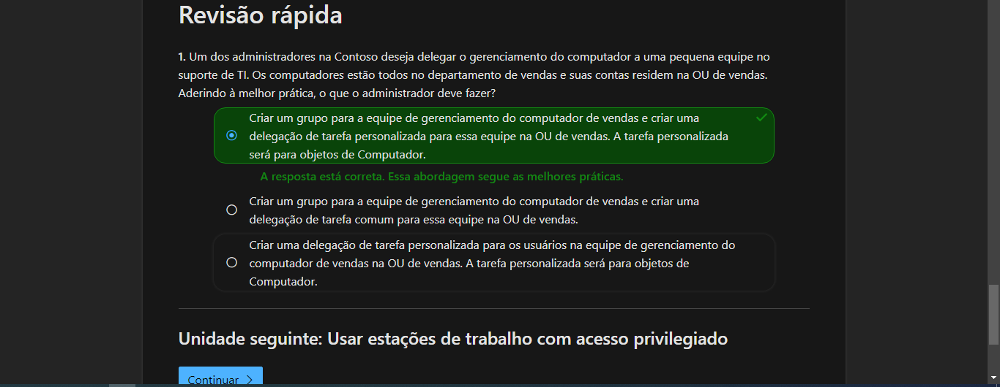 Revisão rápida
1. Um dos administradores na Contoso deseja delegar o gerenciamento do computador a uma pequena equipe no
suporte de TI. Os computadores estão todos no departamento de vendas e suas contas residem na OU de vendas.
Aderindo à melhor prática, o que o administrador deve fazer?
Criar um grupo para a equipe de gerenciamento do computador de vendas e criar uma
delegação de tarefa personalizada para essa equipe na OU de vendas. A tarefa personalizada
será para objetos de Computador.
A resposta está correta. Essa abordagem segue as melhores práticas.
Criar um grupo para a equipe de gerenciamento do computador de vendas e criar uma
delegação de tarefa comum para essa equipe na OU de vendas.
Criar uma delegação de tarefa personalizada para os usuários na equipe de gerenciamento do
computador de vendas na OU de vendas. A tarefa personalizada será para objetos de
Computador.
Unidade seguinte: Usar estações de trabalho com acesso privilegiado
Continuar